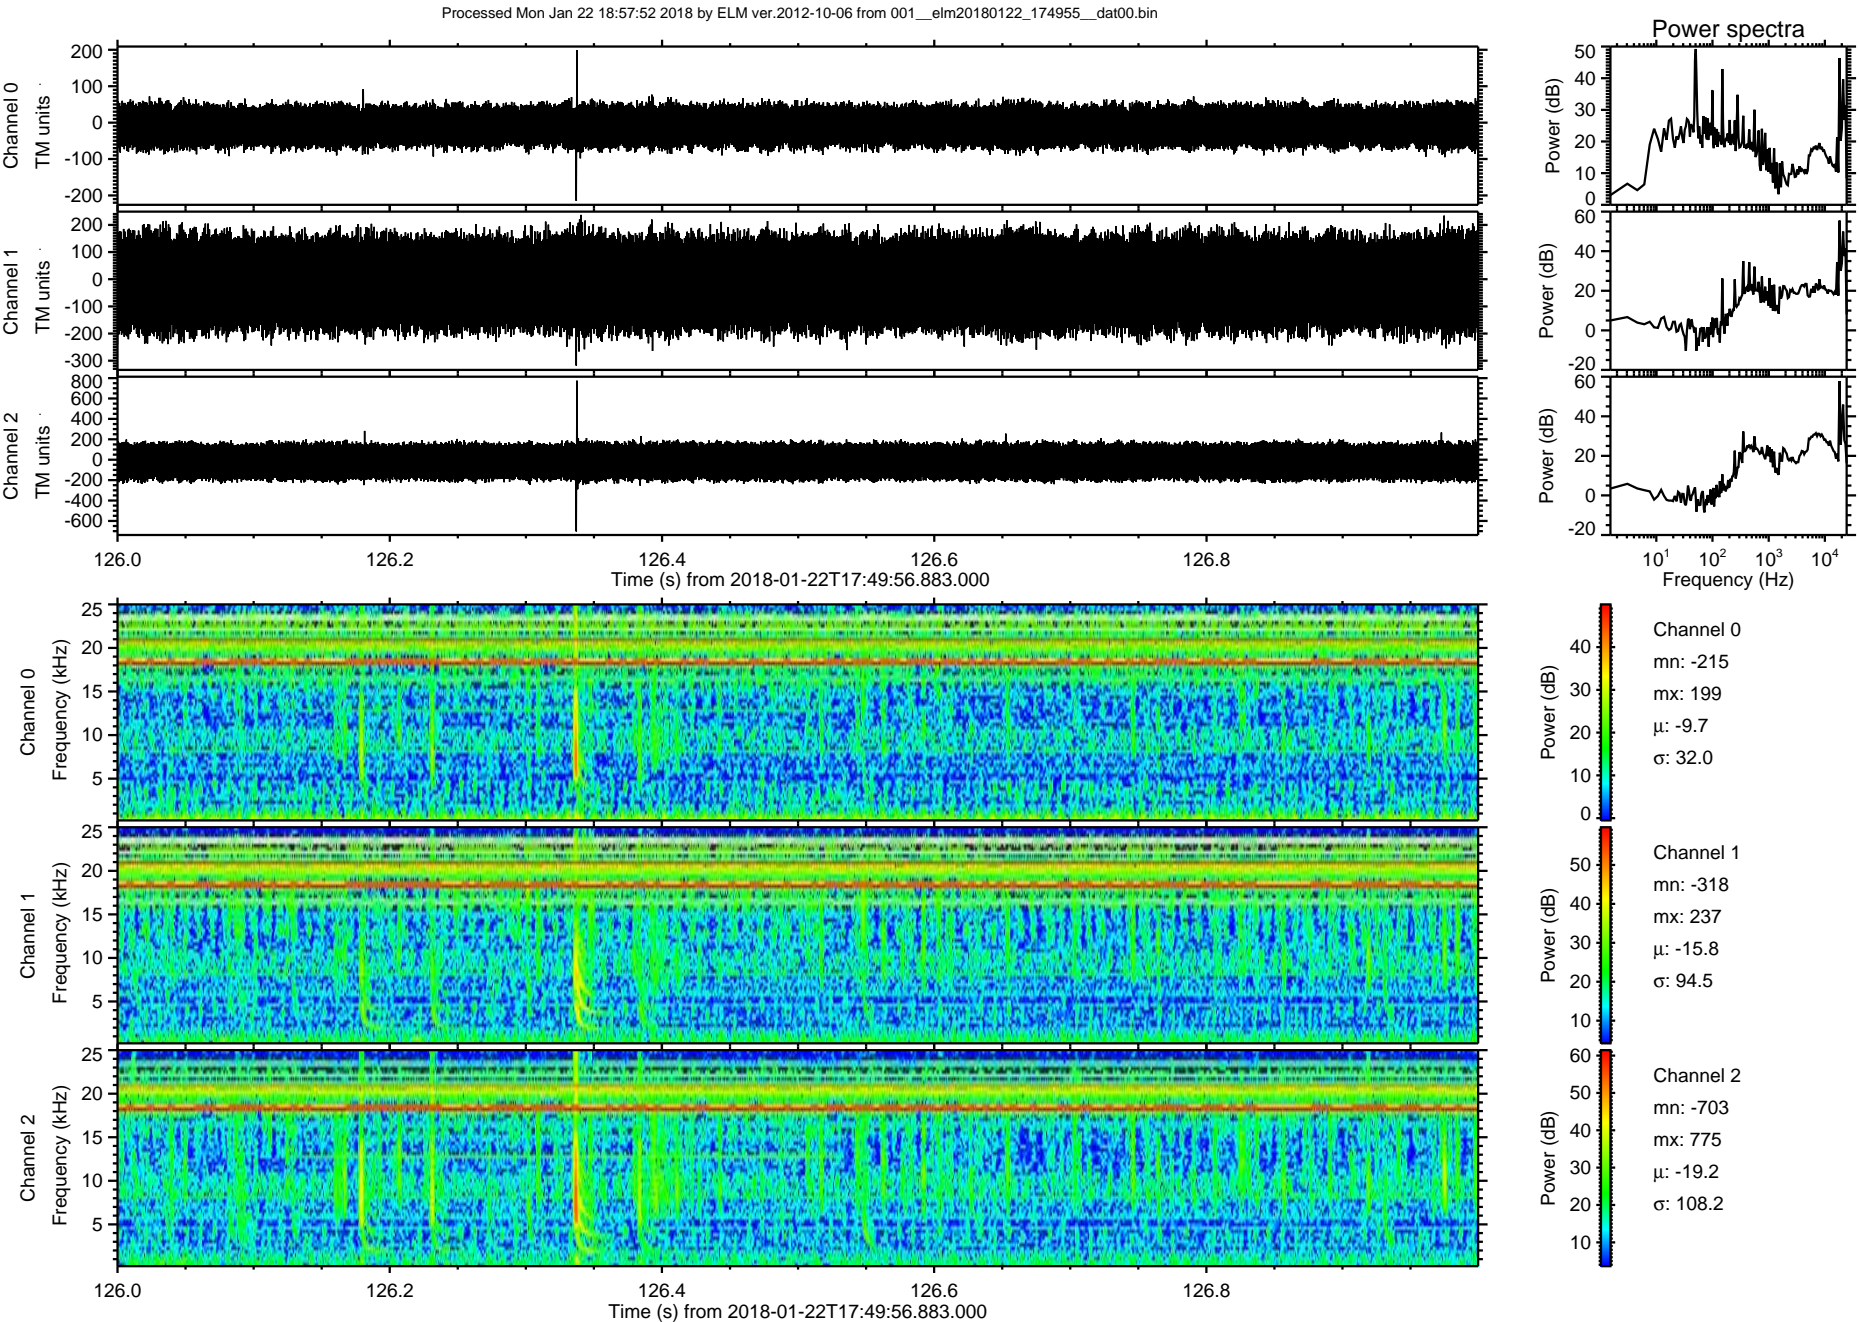 Processed Mon Jan 22 18:57:52 2018 by ELM ver.2012-10-06 from 001__elm20180122_174955__dat00.bin
Power spectra
Channel 0
TM units
200
100
0
-100
-200
Power (dB)
50
40
30
20
10
0
Channel 1
TM units
200
100
0
-100
-200
-300
Power (dB)
60
40
20
0
-20
Channel 2
TM units
800
600
400
200
0
-200
-400
-600
Power (dB)
60
40
20
0
-20
126.0 126.2 126.4 126.6 126.8
Time (s) from 2018-01-22T17:49:56.883.000
10¹ 10² 10³ 10⁴
Frequency (Hz)
Channel 0
Frequency (kHz)
25
20
15
10
5
Power (dB)
40
30
20
10
0
Channel 0
mn: -215
mx: 199
μ: -9.7
σ: 32.0
Channel 1
Frequency (kHz)
25
20
15
10
5
Power (dB)
50
40
30
20
10
Channel 1
mn: -318
mx: 237
μ: -15.8
σ: 94.5
Channel 2
Frequency (kHz)
25
20
15
10
5
Power (dB)
60
50
40
30
20
10
Channel 2
mn: -703
mx: 775
μ: -19.2
σ: 108.2
126.0 126.2 126.4 126.6 126.8
Time (s) from 2018-01-22T17:49:56.883.000